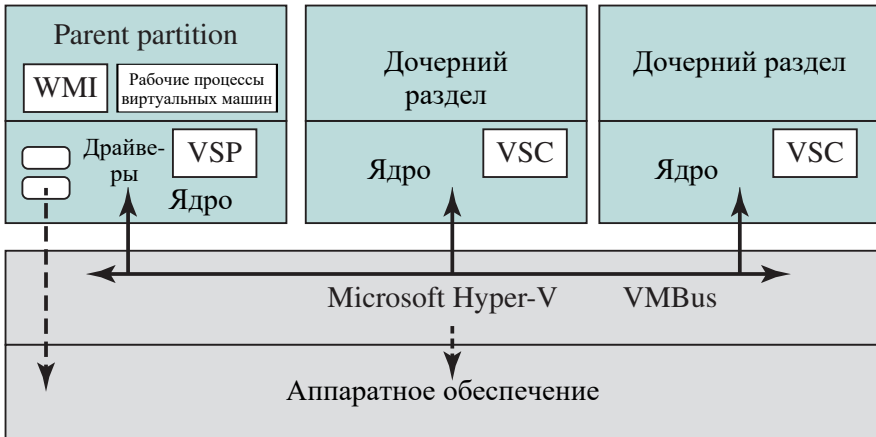 Parent partition
WMI
Рабочие процессы
виртуальных машин
Драйве-
ры
VSP
Ядро
Дочерний
раздел
Ядро
VSC
Дочерний раздел
Ядро
VSC
Microsoft Hyper-V
VMBus
Аппаратное обеспечение